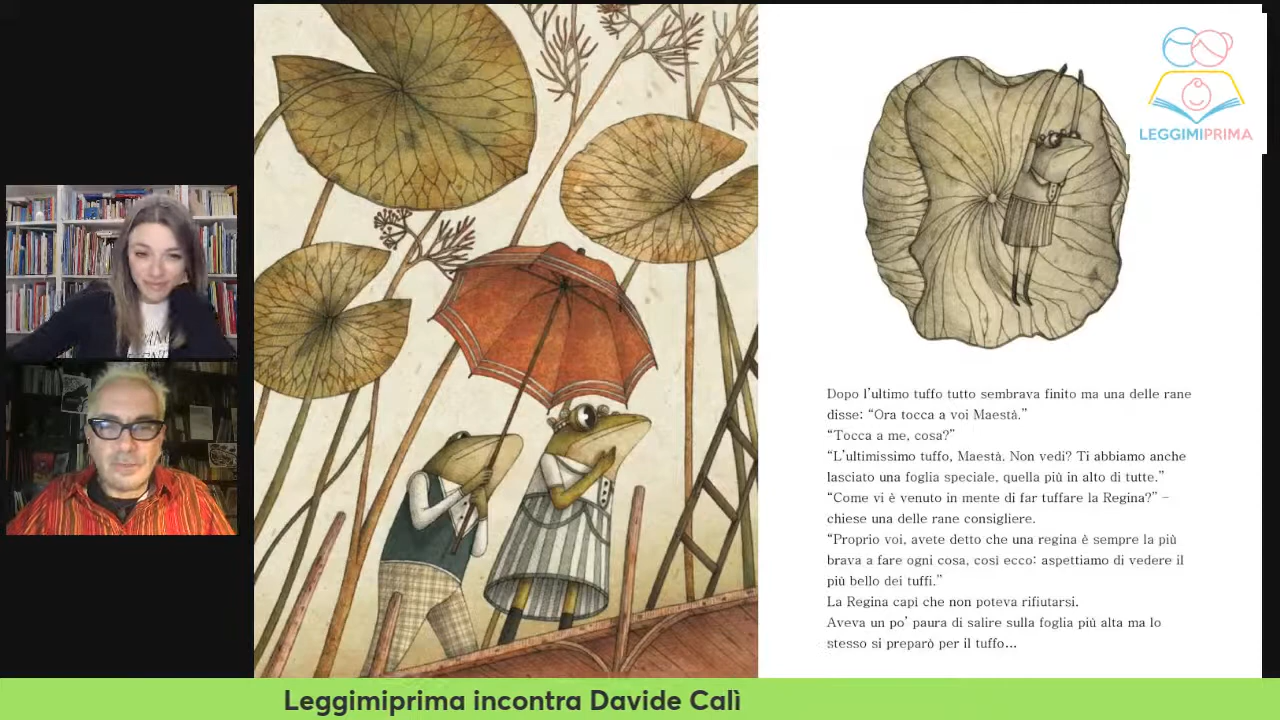 LEGGIMIPRIMA
Dopo l'ultimo tuffo tutto sembrava finito ma una delle rane
disse: “Ora tocca a voi Maestà.”
“Tocca a me, cosa?”
“L'ultimissimo tuffo, Maestà. Non vedi? Ti abbiamo anche
lasciato una foglia speciale, quella più in alto di tutte.”
“Come vi è venuto in mente di far tuffare la Regina?” –
chiese una delle rane consigliere.
“Proprio voi, avete detto che una regina è sempre la più
brava a fare ogni cosa, così ecco: aspettiamo di vedere il
più bello dei tuffi.”
La Regina capì che non poteva rifiutarsi.
Aveva un po' paura di salire sulla foglia più alta ma lo
stesso si preparò per il tuffo...
Leggimiprima incontra Davide Calì